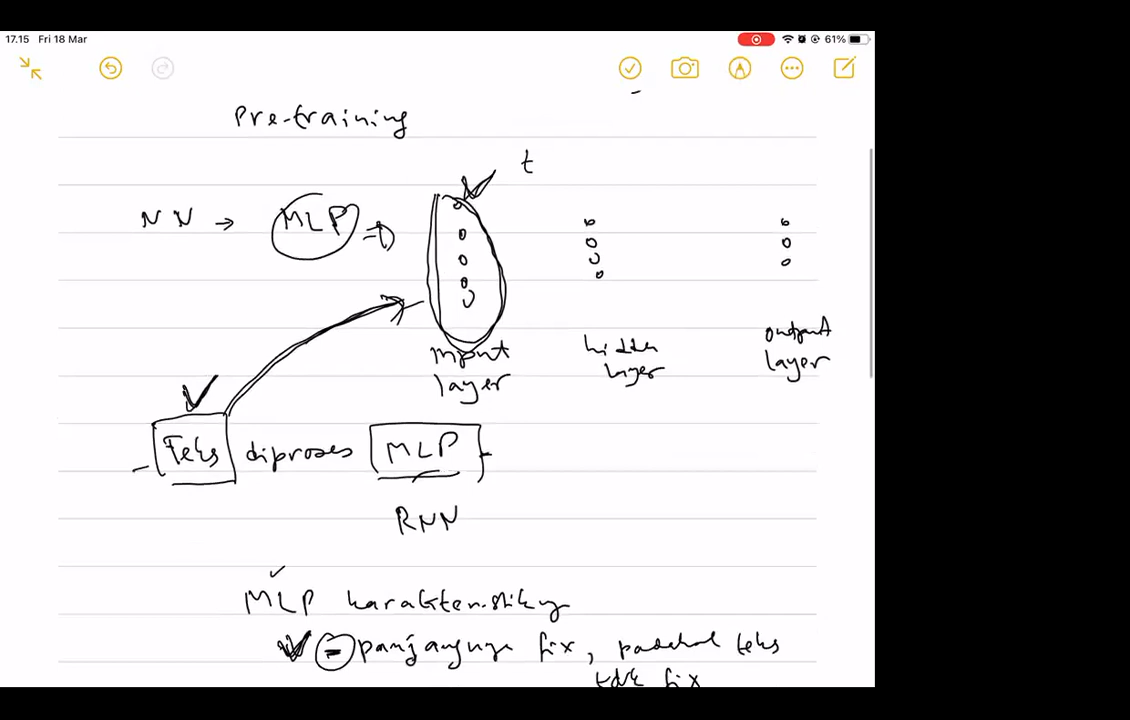 17.15 Fri 18 Mar
61%
Pre-training
t
NN → MLP ⇒
input layer
hidden layer
output layer
- Teks diproses MLP
RNN
✓
MLP karakteristiknya
- panjangnya fix, padahal teks
tdk fix